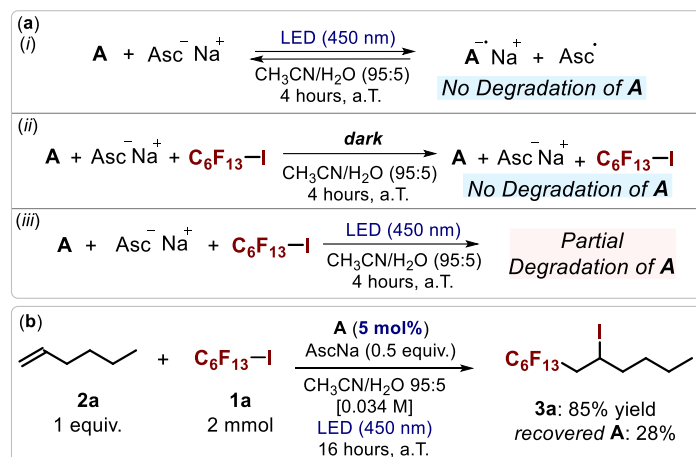 (a)
(i)
A + Asc⁻ Na⁺
LED (450 nm)
CH₃CN/H₂O (95:5)
4 hours, a.T.
A⁻· Na⁺ + Asc·
No Degradation of A
(ii)
A + Asc⁻ Na⁺ + C₆F₁₃–I
dark
CH₃CN/H₂O (95:5)
4 hours, a.T.
A + Asc⁻ Na⁺ + C₆F₁₃–I
No Degradation of A
(iii)
A + Asc⁻ Na⁺ + C₆F₁₃–I
LED (450 nm)
CH₃CN/H₂O (95:5)
4 hours, a.T.
Partial
Degradation of A
(b)
2a
1 equiv.
+
C₆F₁₃–I
1a
2 mmol
A (5 mol%)
AscNa (0.5 equiv.)
CH₃CN/H₂O 95:5
[0.034 M]
LED (450 nm)
16 hours, a.T.
I
C₆F₁₃
3a: 85% yield
recovered A: 28%